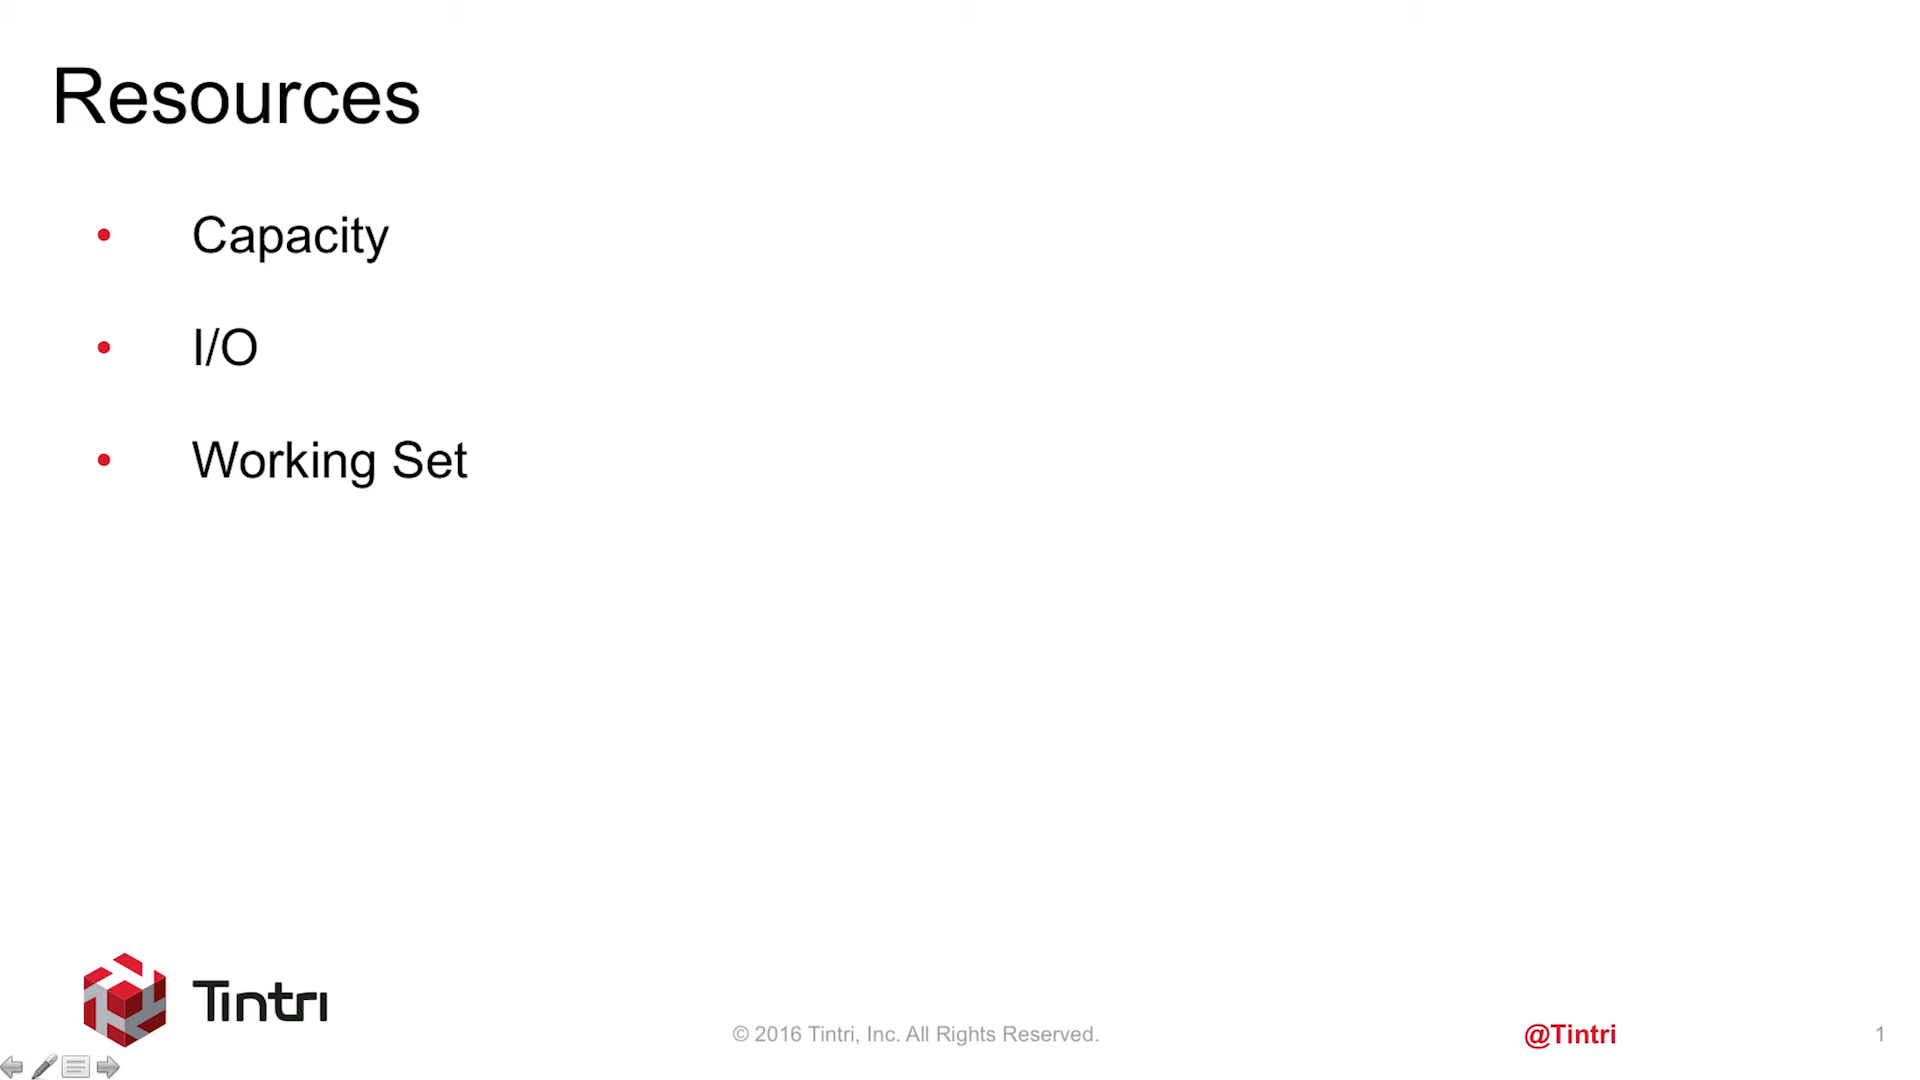 Resources
• Capacity
• I/O
• Working Set
Tintri
© 2016 Tintri, Inc. All Rights Reserved.
@Tintri
1